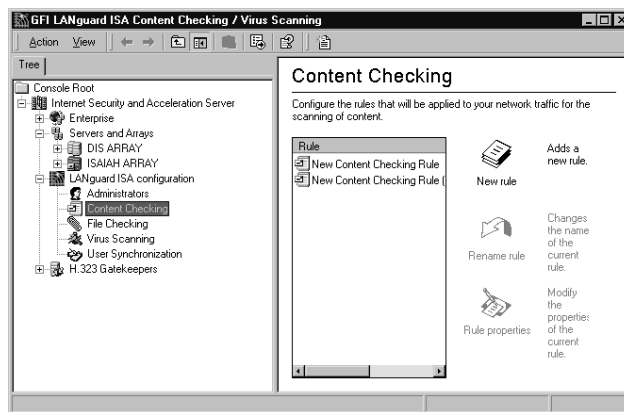 GFI LANguard ISA Content Checking / Virus Scanning
Action View
Tree
Console Root
Internet Security and Acceleration Server
Enterprise
Servers and Arrays
DIS ARRAY
ISAIAH ARRAY
LANguard ISA configuration
Administrators
Content Checking
File Checking
Virus Scanning
User Synchronization
H.323 Gatekeepers
Content Checking
Configure the rules that will be applied to your network traffic for the
scanning of content.
Rule
New Content Checking Rule
New Content Checking Rule (
New rule
Adds a
new rule.
Rename rule
Changes
the name
of the
current
rule.
Rule properties
Modify
the
properties
of the
current
rule.